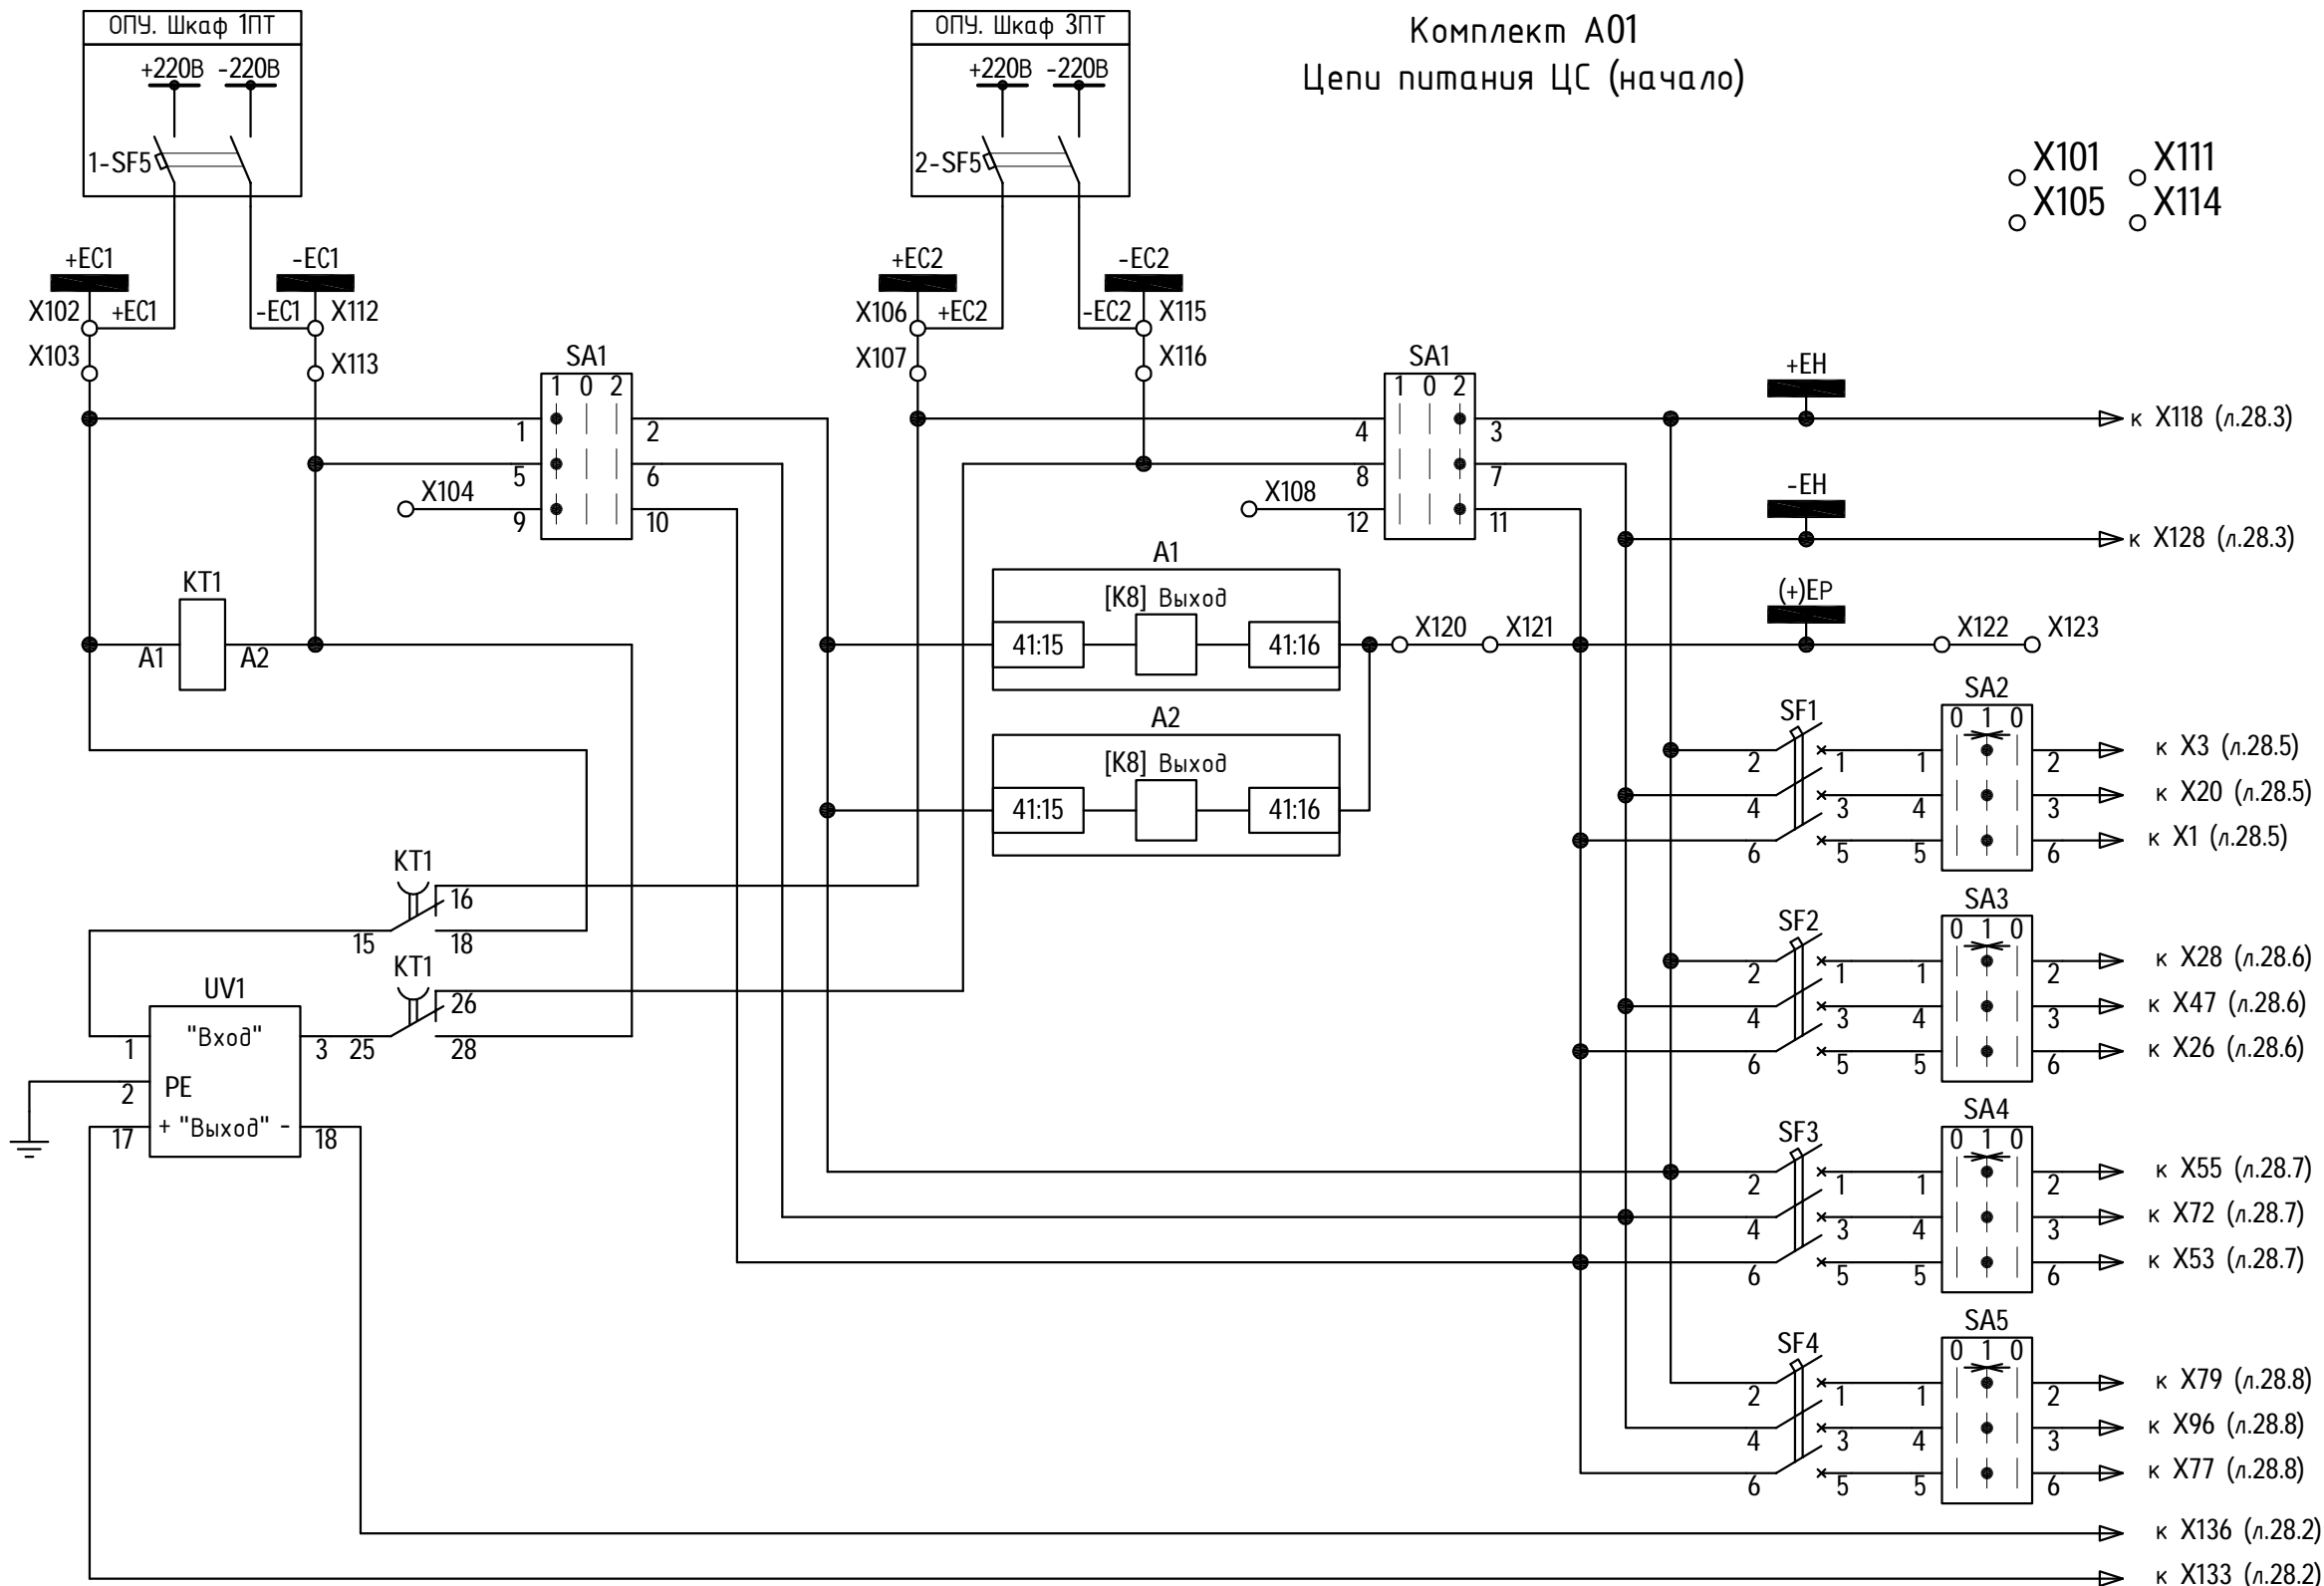 Комплект А01
Цепи питания ЦС (начало)
ОПУ. Шкаф 1ПТ
+220В -220В
1-SF5
ОПУ. Шкаф 3ПТ
+220В -220В
2-SF5
X101 X111
X105 X114
+EC1 -EC1
X102 +EC1 -EC1 X112
X103 X113
+EC2 -EC2
X106 +EC2 -EC2 X115
X107 X116
SA1
1 0 2
1 2
5 6
X104 9 10
SA1
1 0 2
4 3
8 7
X108 12 11
+EH
к X118 (л.28.3)
-EH
к X128 (л.28.3)
(+)EP
X120 X121 X122 X123
KT1
A1 A2
A1
[K8] Выход
41:15 41:16
A2
[K8] Выход
41:15 41:16
SF1 SA2
0 1 0
2 1 1 2 к X3 (л.28.5)
4 3 4 3 к X20 (л.28.5)
6 5 5 6 к X1 (л.28.5)
KT1
16
15 18
KT1
26
25 28
SF2 SA3
0 1 0
2 1 1 2 к X28 (л.28.6)
4 3 4 3 к X47 (л.28.6)
6 5 5 6 к X26 (л.28.6)
UV1
1 "Вход" 3
2 PE
17 + "Выход" - 18
SF3 SA4
0 1 0
2 1 1 2 к X55 (л.28.7)
4 3 4 3 к X72 (л.28.7)
6 5 5 6 к X53 (л.28.7)
SF4 SA5
0 1 0
2 1 1 2 к X79 (л.28.8)
4 3 4 3 к X96 (л.28.8)
6 5 5 6 к X77 (л.28.8)
к X136 (л.28.2)
к X133 (л.28.2)